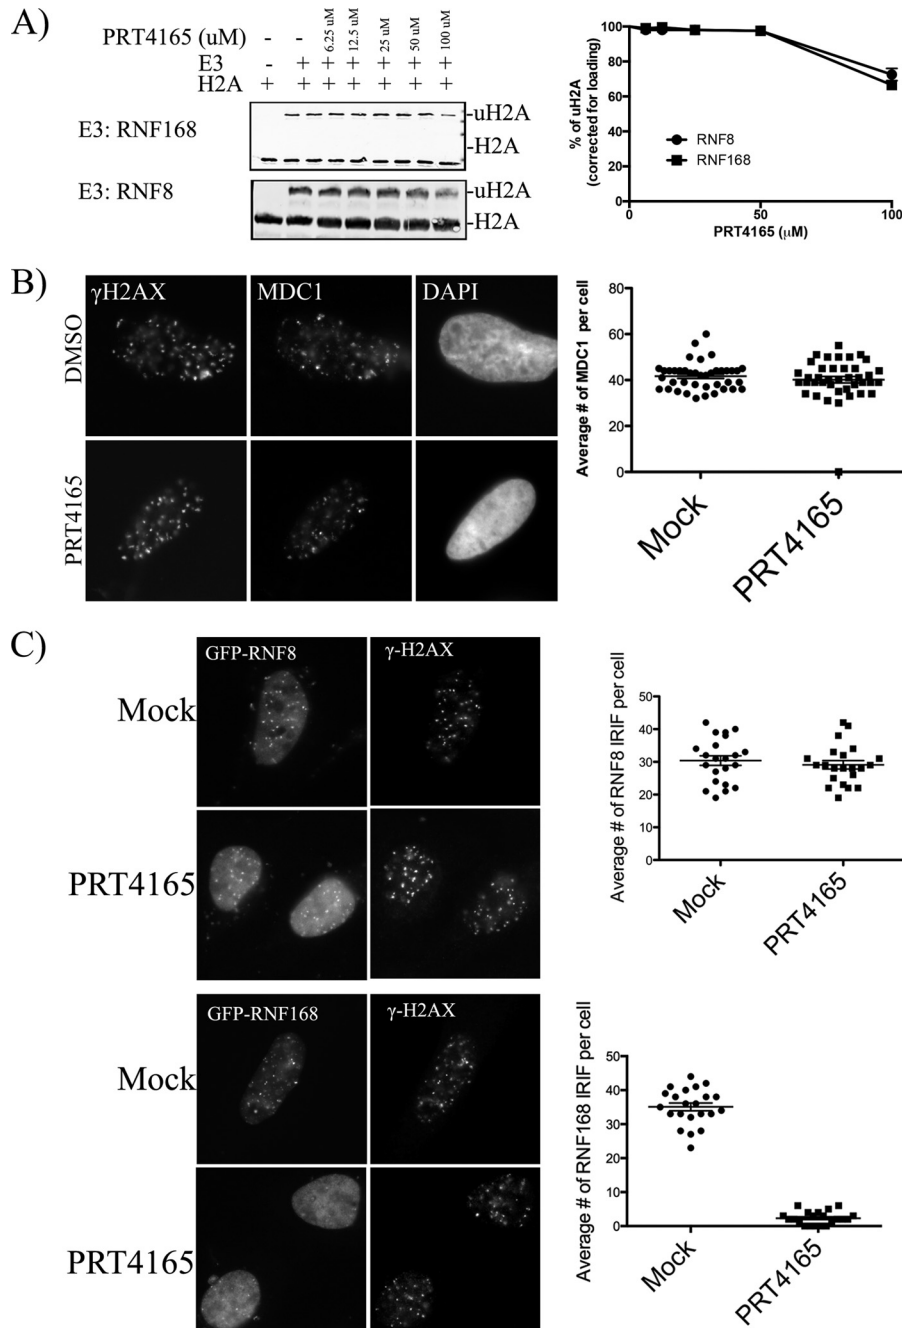 A)
PRT4165 (uM) - - 6.25 uM 12.5 uM 25 uM 50 uM 100 uM
E3 - + + + + + +
H2A + + + + + + +
E3: RNF168
-uH2A
-H2A
E3: RNF8
-uH2A
-H2A
% of uH2A
(corrected for loading)
100
80
60
40
20
0
RNF8
RNF168
0 50 100
PRT4165 (μM)
B)
γH2AX MDC1 DAPI
DMSO
PRT4165
Average # of MDC1 per cell
80
60
40
20
0
Mock PRT4165
C)
GFP-RNF8 γ-H2AX
Mock
PRT4165
Average # of RNF8 IRIF per cell
50
40
30
20
10
0
Mock PRT4165
GFP-RNF168 γ-H2AX
Mock
PRT4165
Average # of RNF168 IRIF per cell
50
40
30
20
10
0
Mock PRT4165